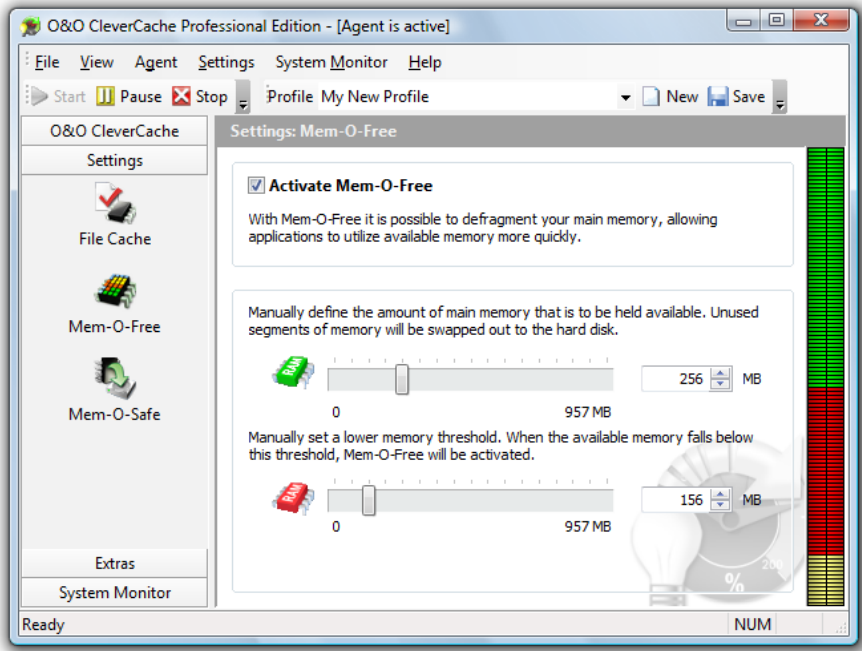 O&O CleverCache Professional Edition - [Agent is active]
File View Agent Settings System Monitor Help
Start Pause Stop Profile My New Profile New Save
O&O CleverCache
Settings: Mem-O-Free
Settings
File Cache
Mem-O-Free
Mem-O-Safe
Extras
System Monitor
Activate Mem-O-Free
With Mem-O-Free it is possible to defragment your main memory, allowing
applications to utilize available memory more quickly.
Manually define the amount of main memory that is to be held available. Unused
segments of memory will be swapped out to the hard disk.
RAM
256 MB
0 957 MB
Manually set a lower memory threshold. When the available memory falls below
this threshold, Mem-O-Free will be activated.
RAM
156 MB
0 957 MB
200
%
Ready NUM